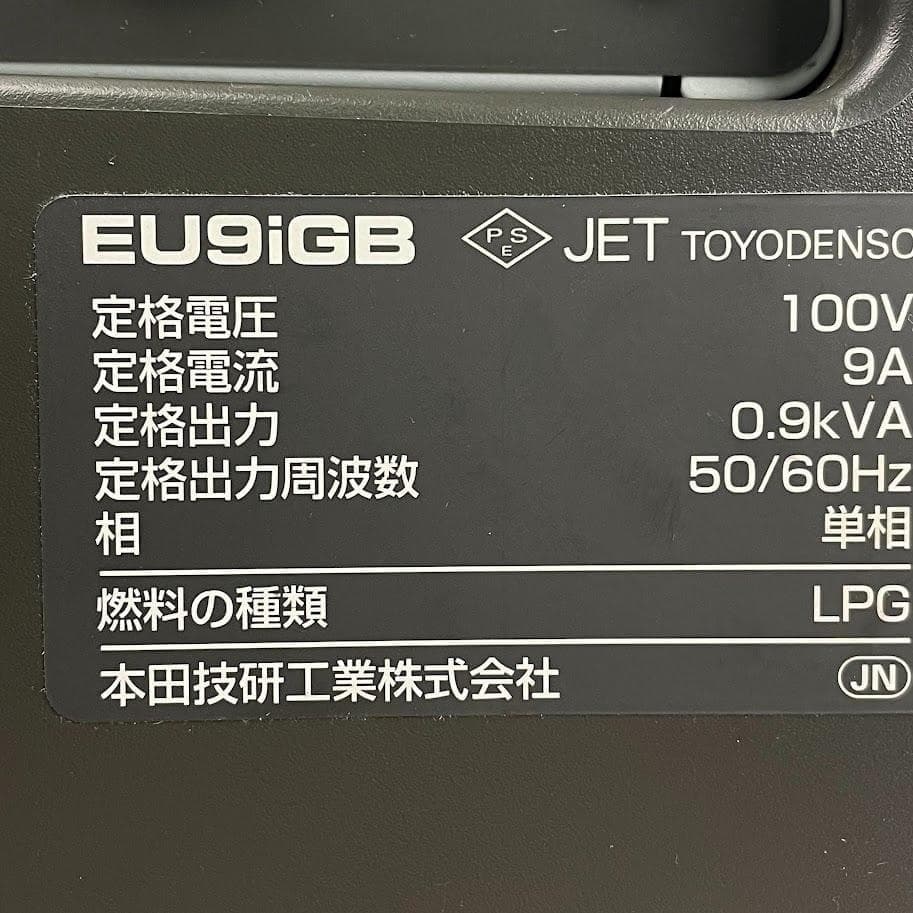 EU9iGB PSE JET TOYODENSO
定格電圧 100V
定格電流 9A
定格出力 0.9kVA
定格出力周波数 50/60Hz
相 単相
燃料の種類 LPG
本田技研工業株式会社 JN